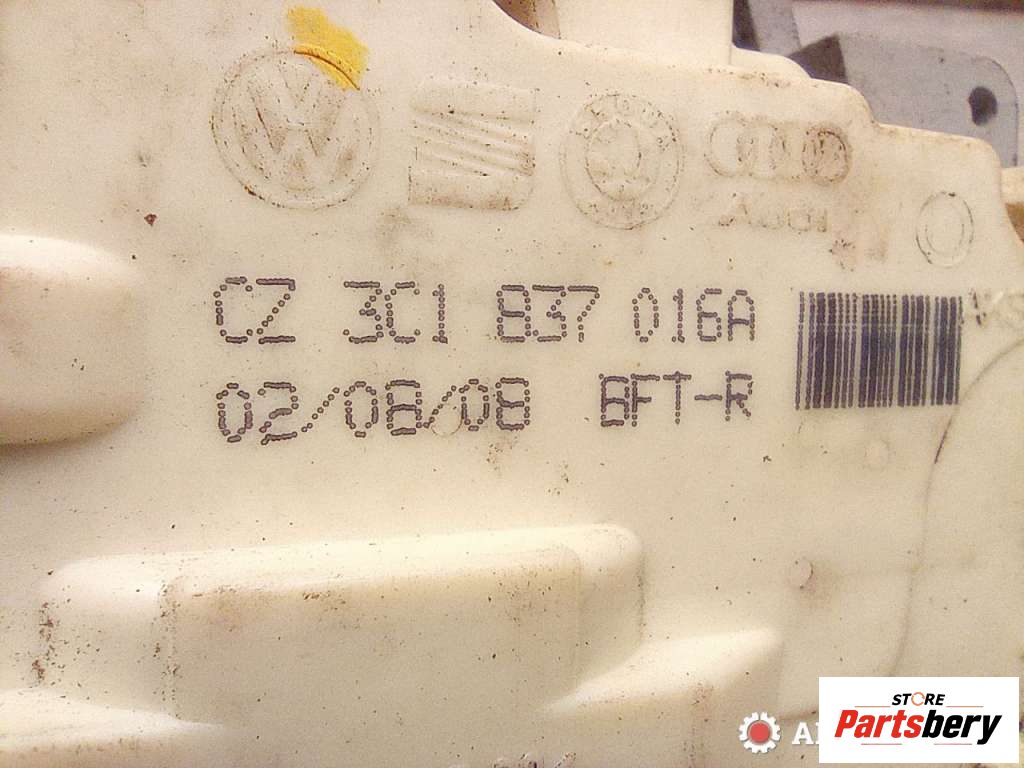 CZ 3C1 837 016A
02/08/08 BFT-R
STORE
Partsbery